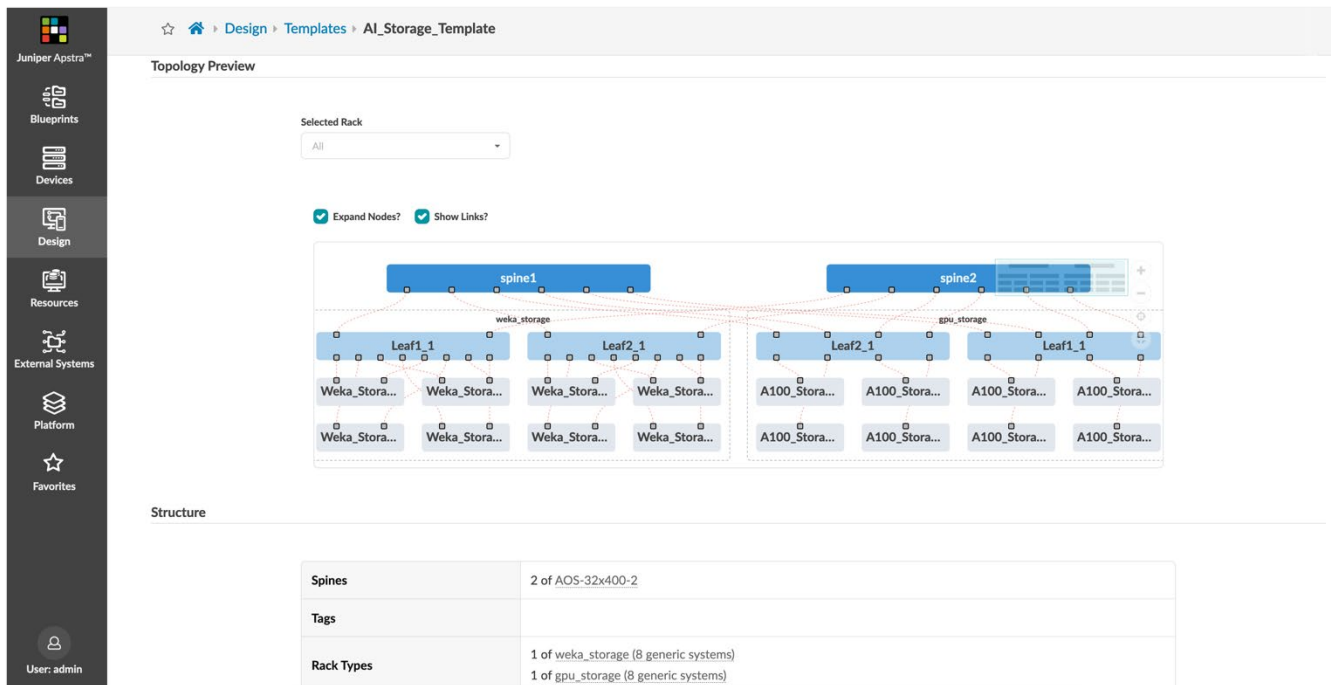 Juniper Apstra™
Blueprints
Devices
Design
Resources
External Systems
Platform
Favorites
User: admin
Design Templates AI_Storage_Template
Topology Preview
Selected Rack
All
Expand Nodes? Show Links?
spine1 spine2
weka_storage gpu_storage
Leaf1_1 Leaf2_1 Leaf2_1 Leaf1_1
Weka_Stora... Weka_Stora... Weka_Stora... Weka_Stora... A100_Stora... A100_Stora... A100_Stora... A100_Stora...
Weka_Stora... Weka_Stora... Weka_Stora... Weka_Stora... A100_Stora... A100_Stora... A100_Stora... A100_Stora...
Structure
Spines 2 of AOS-32x400-2
Tags
Rack Types 1 of weka_storage (8 generic systems)
1 of gpu_storage (8 generic systems)